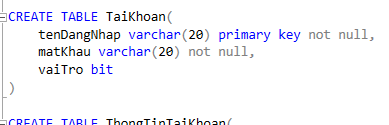 CREATE TABLE TaiKhoan(
tenDangNhap varchar(20) primary key not null,
matKhau varchar(20) not null,
vaiTro bit
)
CREATE TABLE ThongTinTaiKhoan(